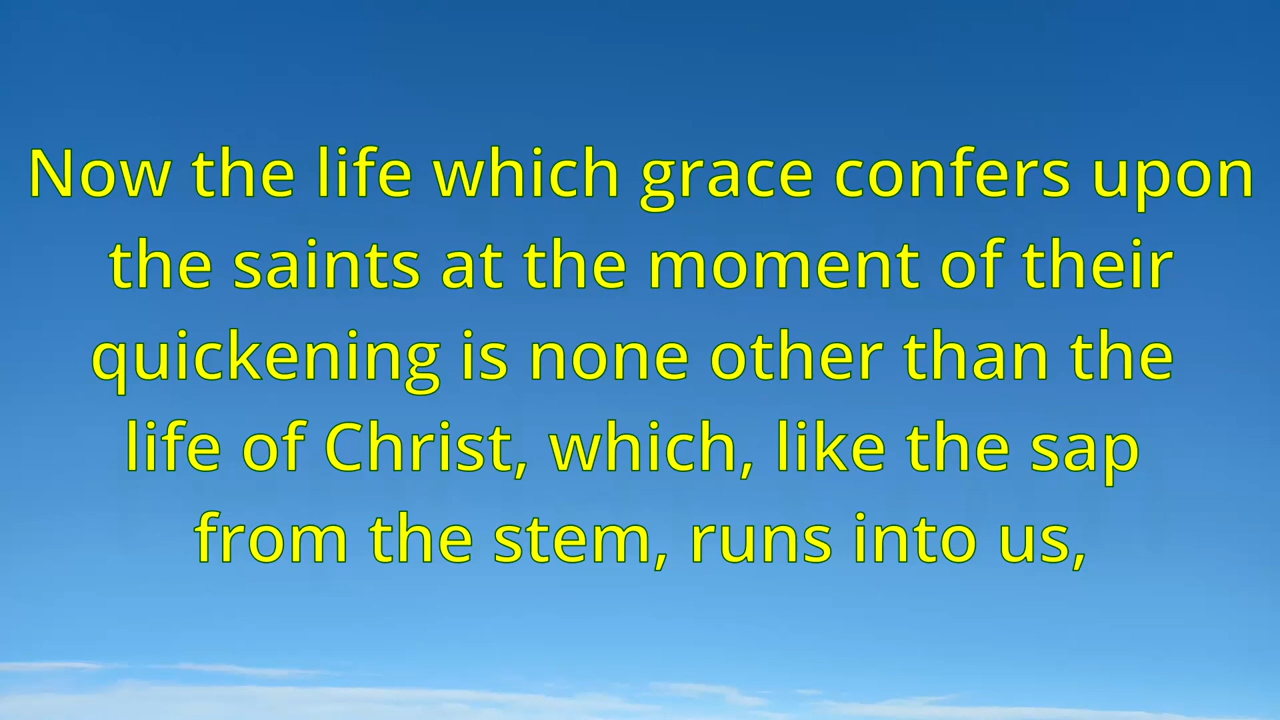 Now the life which grace confers upon
the saints at the moment of their
quickening is none other than the
life of Christ, which, like the sap
from the stem, runs into us,